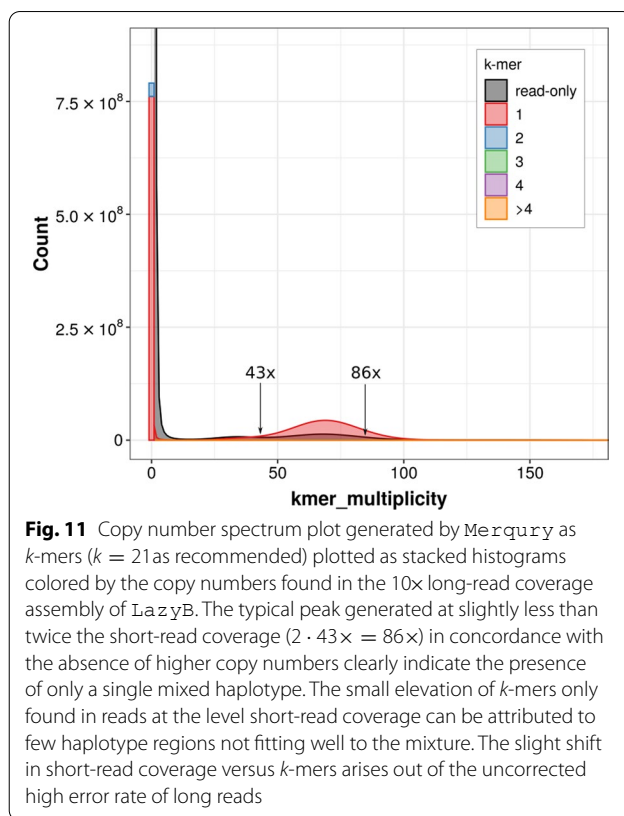 k-mer
read-only
1
2
3
4
>4
7.5 × 10⁸
5.0 × 10⁸
2.5 × 10⁸
0
Count
43x
86x
0
50
100
150
kmer_multiplicity
Fig. 11 Copy number spectrum plot generated by Merqury as
k-mers (k = 21as recommended) plotted as stacked histograms
colored by the copy numbers found in the 10× long-read coverage
assembly of LazyB. The typical peak generated at slightly less than
twice the short-read coverage (2 · 43× = 86×) in concordance with
the absence of higher copy numbers clearly indicate the presence
of only a single mixed haplotype. The small elevation of k-mers only
found in reads at the level short-read coverage can be attributed to
few haplotype regions not fitting well to the mixture. The slight shift
in short-read coverage versus k-mers arises out of the uncorrected
high error rate of long reads